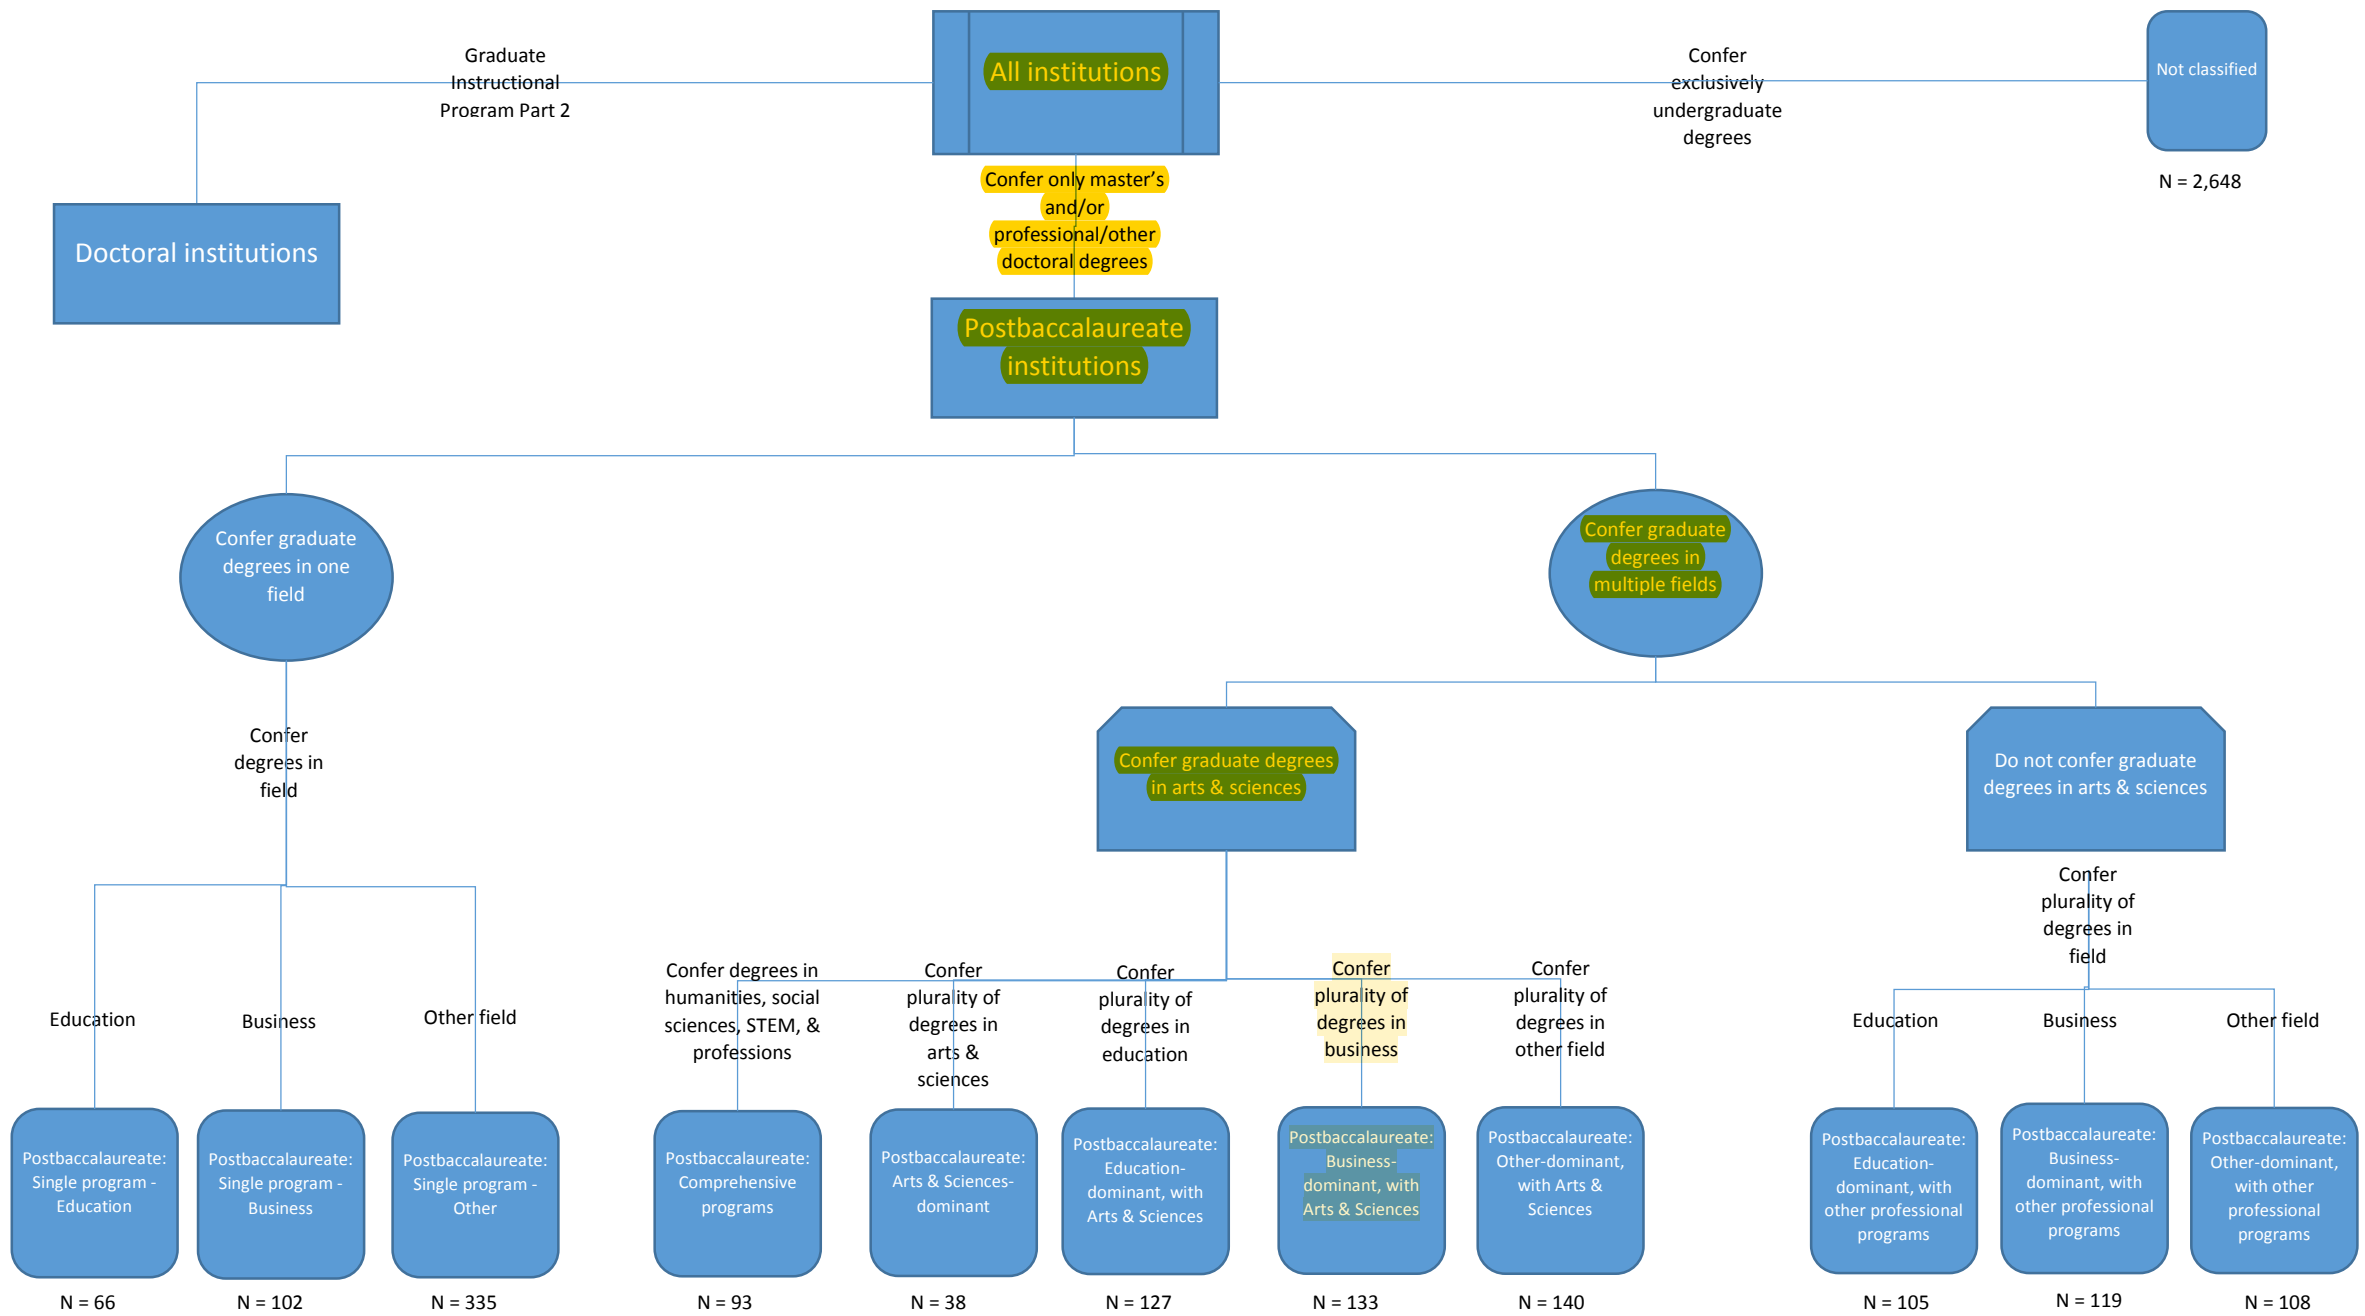 Graduate
Instructional
Program Part 2
All institutions
Confer
exclusively
undergraduate
degrees
Not classified
N = 2,648
Confer only master's
and/or
professional/other
doctoral degrees
Doctoral institutions
Postbaccalaureate
institutions
Confer graduate
degrees in one
field
Confer graduate
degrees in
multiple fields
Confer
degrees in
field
Confer graduate degrees
in arts & sciences
Do not confer graduate
degrees in arts & sciences
Confer
plurality of
degrees in
field
Education
Business
Other field
Confer degrees in
humanities, social
sciences, STEM, &
professions
Confer
plurality of
degrees in
arts &
sciences
Confer
plurality of
degrees in
education
Confer
plurality of
degrees in
business
Confer
plurality of
degrees in
other field
Education
Business
Other field
Postbaccalaureate:
Single program -
Education
Postbaccalaureate:
Single program -
Business
Postbaccalaureate:
Single program -
Other
Postbaccalaureate:
Comprehensive
programs
Postbaccalaureate:
Arts & Sciences-
dominant
Postbaccalaureate:
Education-
dominant, with
Arts & Sciences
Postbaccalaureate:
Business-
dominant, with
Arts & Sciences
Postbaccalaureate:
Other-dominant,
with Arts &
Sciences
Postbaccalaureate:
Education-
dominant, with
other professional
programs
Postbaccalaureate:
Business-
dominant, with
other professional
programs
Postbaccalaureate:
Other-dominant,
with other
professional
programs
N = 66
N = 102
N = 335
N = 93
N = 38
N = 127
N = 133
N = 140
N = 105
N = 119
N = 108